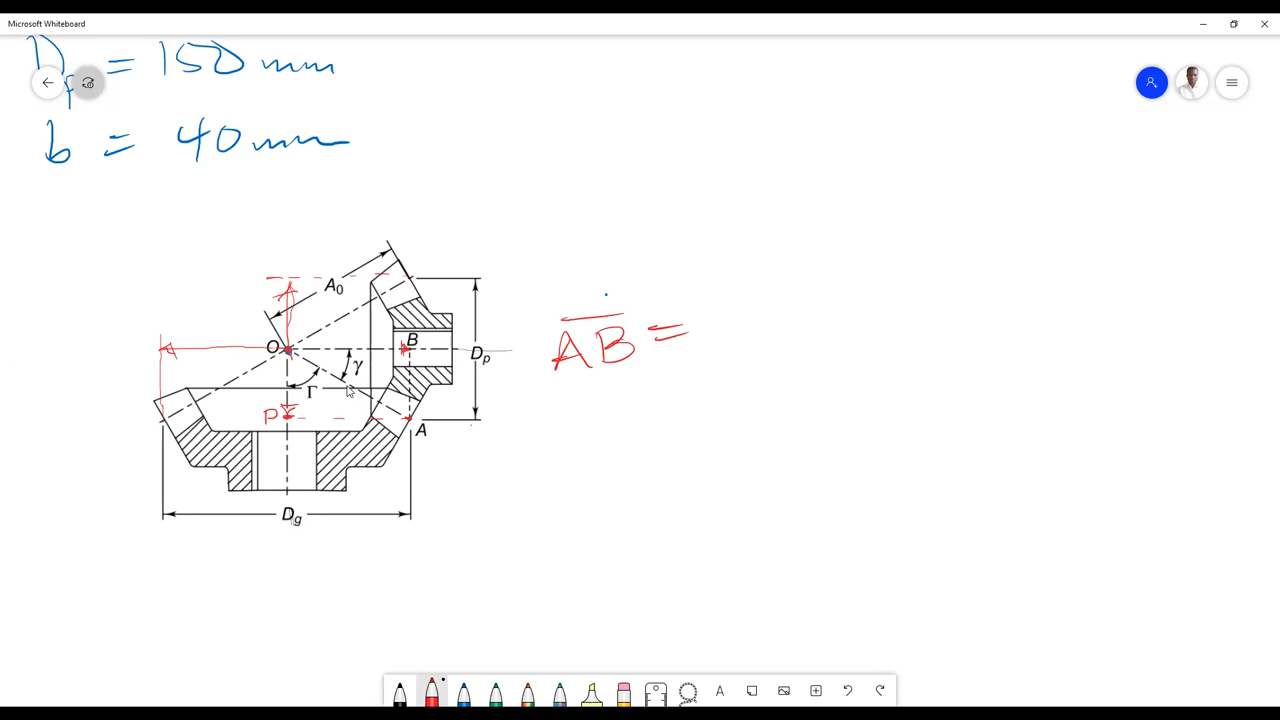 Microsoft Whiteboard
Dp = 150 mm
b = 40 mm
A0
O
B
γ
Dp
Γ
P
A
AB =
Dg
A